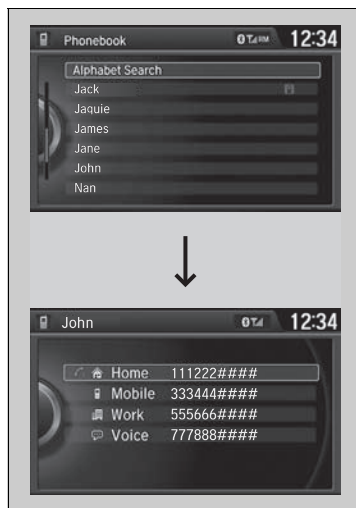 Phonebook 12:34
Alphabet Search
Jack
Jaquie
James
Jane
John
Nan
John 12:34
Home 111222####
Mobile 333444####
Work 555666####
Voice 777888####